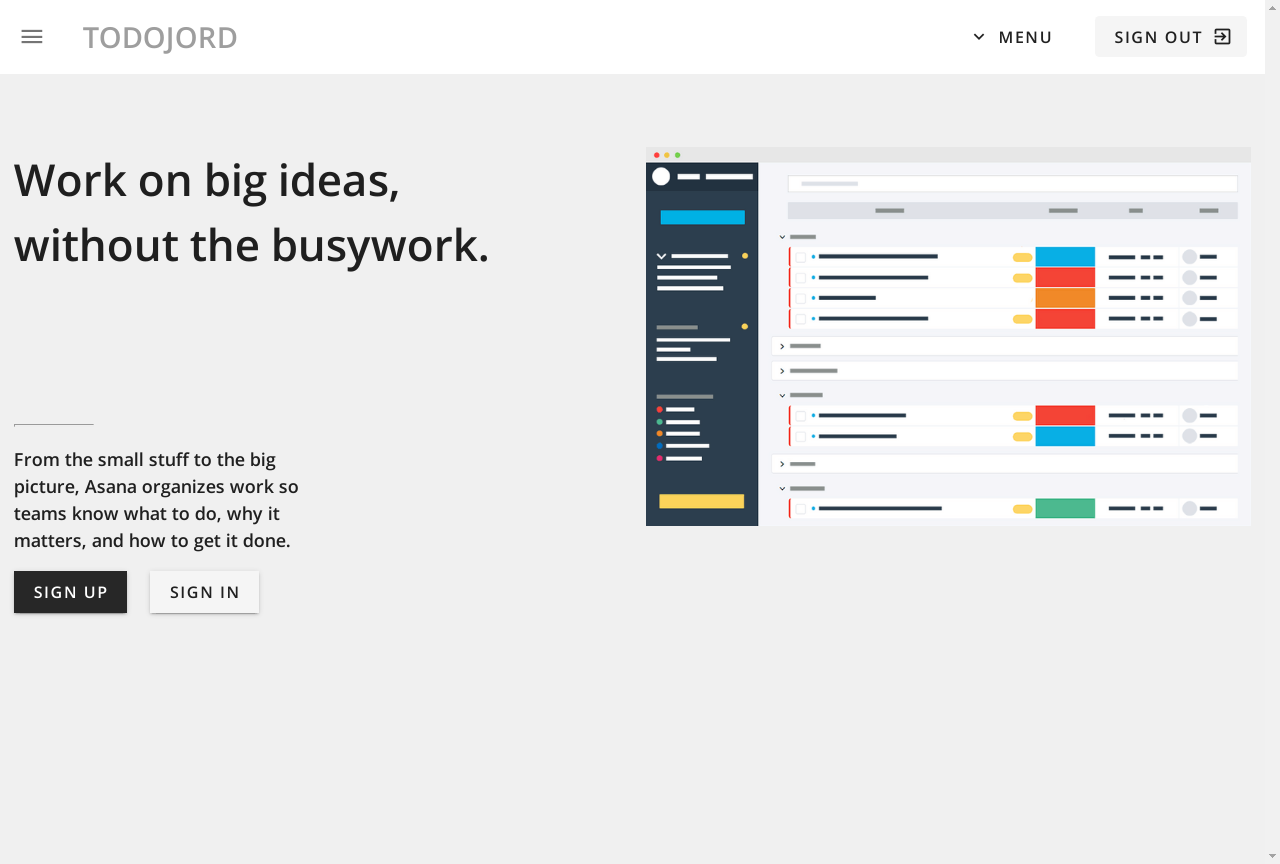 TODOJORD
MENU
SIGN OUT
Work on big ideas,
without the busywork.
From the small stuff to the big
picture, Asana organizes work so
teams know what to do, why it
matters, and how to get it done.
SIGN UP
SIGN IN